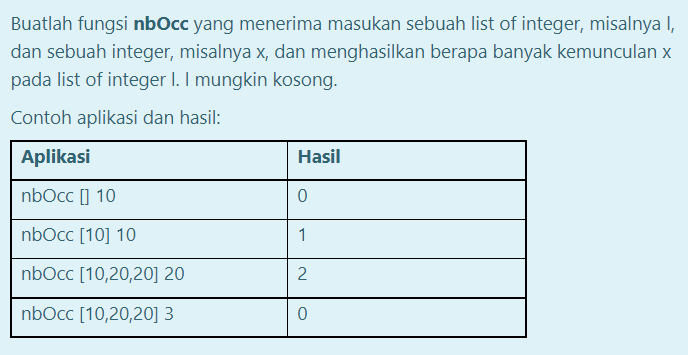 Buatlah fungsi nbOcc yang menerima masukan sebuah list of integer, misalnya l,
dan sebuah integer, misalnya x, dan menghasilkan berapa banyak kemunculan x
pada list of integer l. l mungkin kosong.
Contoh aplikasi dan hasil:
Aplikasi Hasil
nbOcc [] 10 0
nbOcc [10] 10 1
nbOcc [10,20,20] 20 2
nbOcc [10,20,20] 3 0